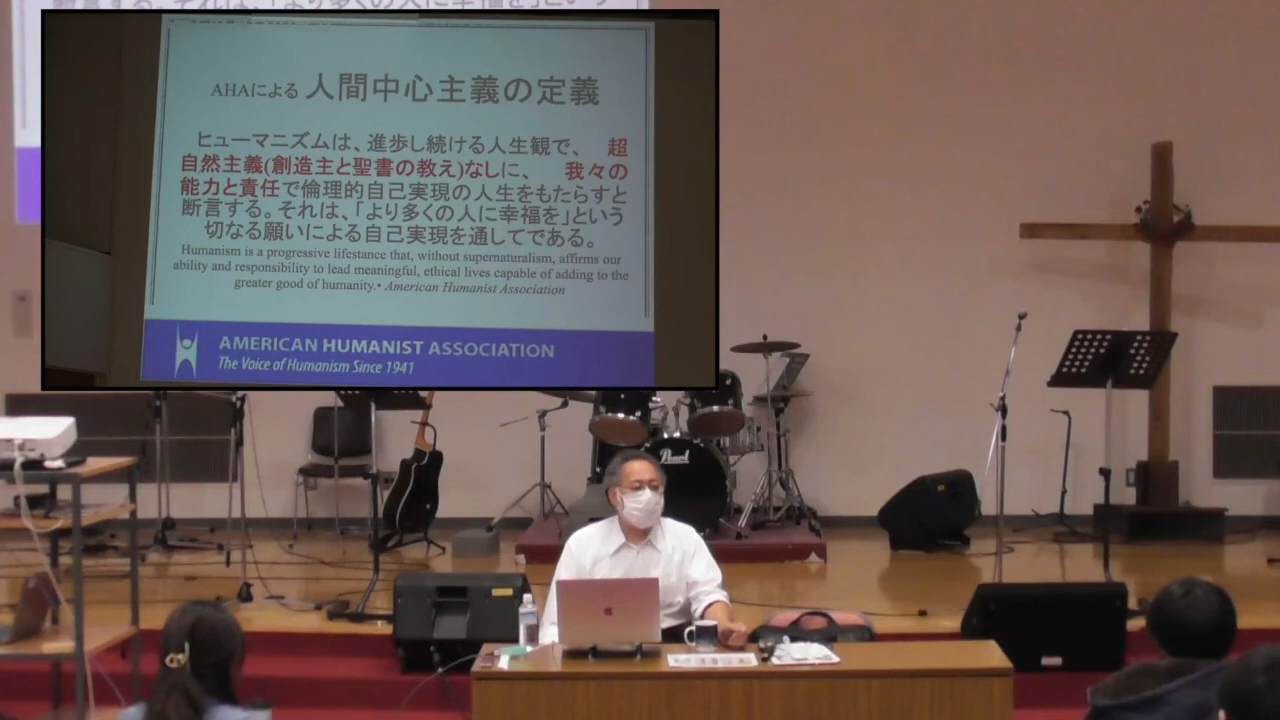 AHAによる 人間中心主義の定義
ヒューマニズムは、進歩し続ける人生観で、 超
自然主義(創造主と聖書の教え)なしに、 我々の
能力と責任で倫理的自己実現の人生をもたらすと
断言する。それは、「より多くの人に幸福を」という
切なる願いによる自己実現を通してである。
Humanism is a progressive lifestance that, without supernaturalism, affirms our
ability and responsibility to lead meaningful, ethical lives capable of adding to the
greater good of humanity.• American Humanist Association
AMERICAN HUMANIST ASSOCIATION
The Voice of Humanism Since 1941
Pearl